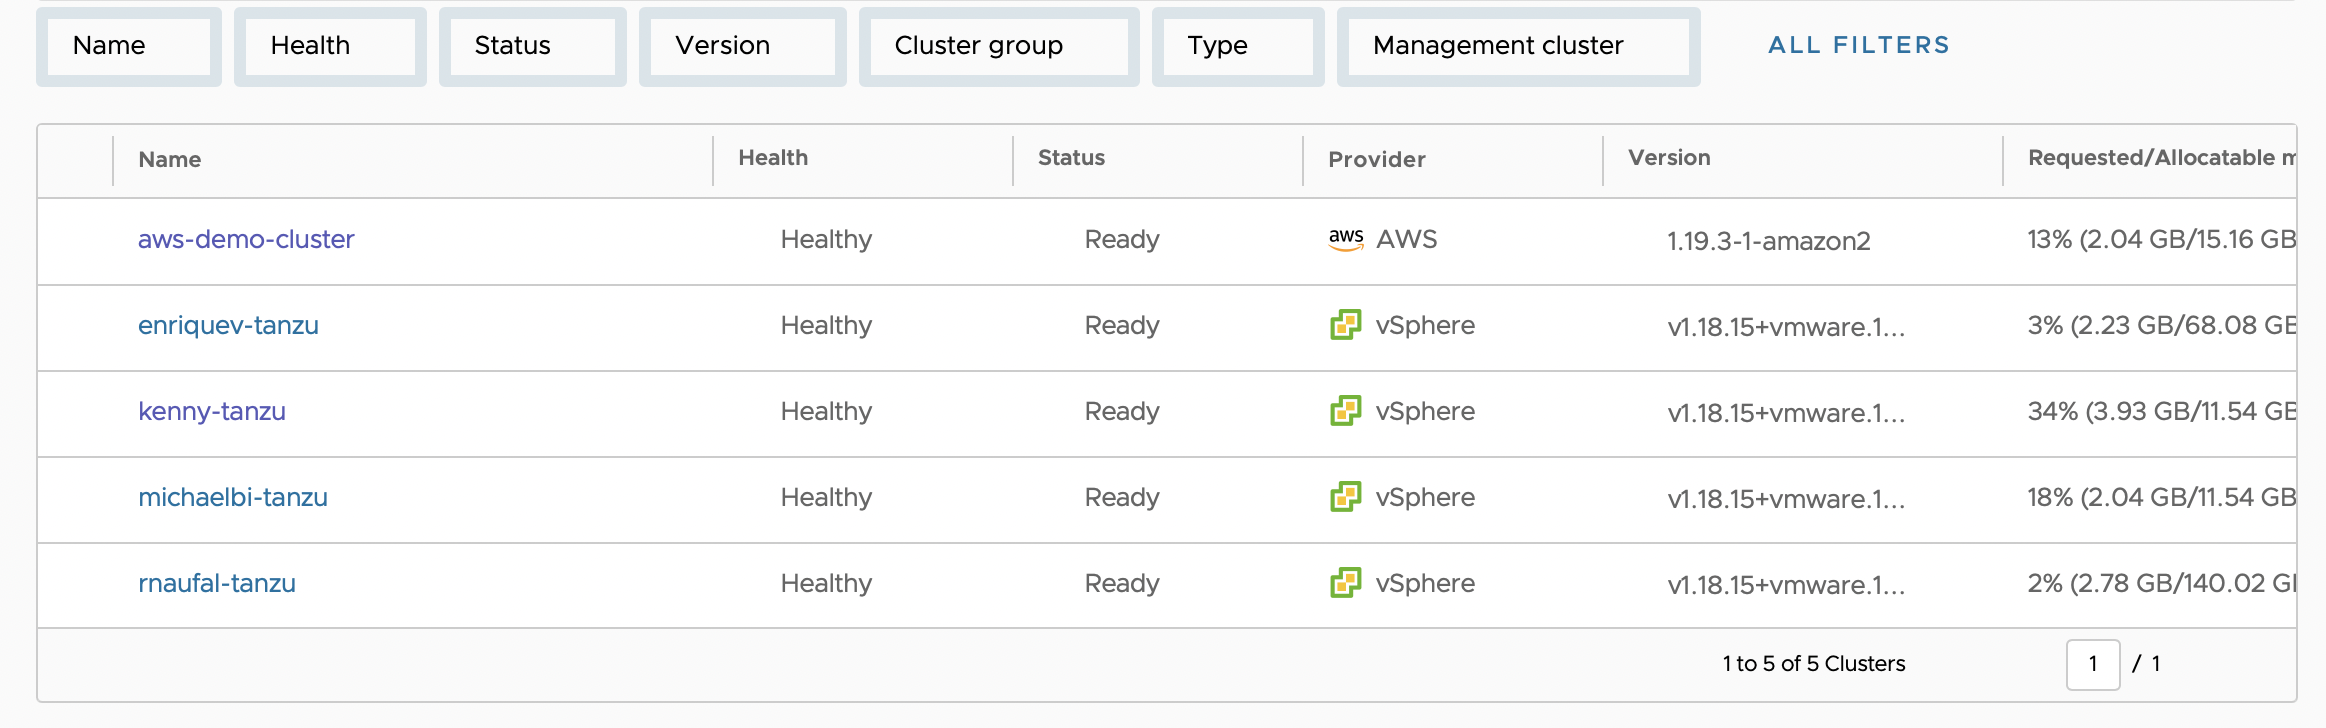 Name Health Status Version Cluster group Type Management cluster ALL FILTERS
Name Health Status Provider Version Requested/Allocatable m
aws-demo-cluster Healthy Ready aws AWS 1.19.3-1-amazon2 13% (2.04 GB/15.16 GB
enriquev-tanzu Healthy Ready vSphere v1.18.15+vmware.1... 3% (2.23 GB/68.08 GB
kenny-tanzu Healthy Ready vSphere v1.18.15+vmware.1... 34% (3.93 GB/11.54 GB
michaelbi-tanzu Healthy Ready vSphere v1.18.15+vmware.1... 18% (2.04 GB/11.54 GB
rnaufal-tanzu Healthy Ready vSphere v1.18.15+vmware.1... 2% (2.78 GB/140.02 GB
1 to 5 of 5 Clusters 1 / 1